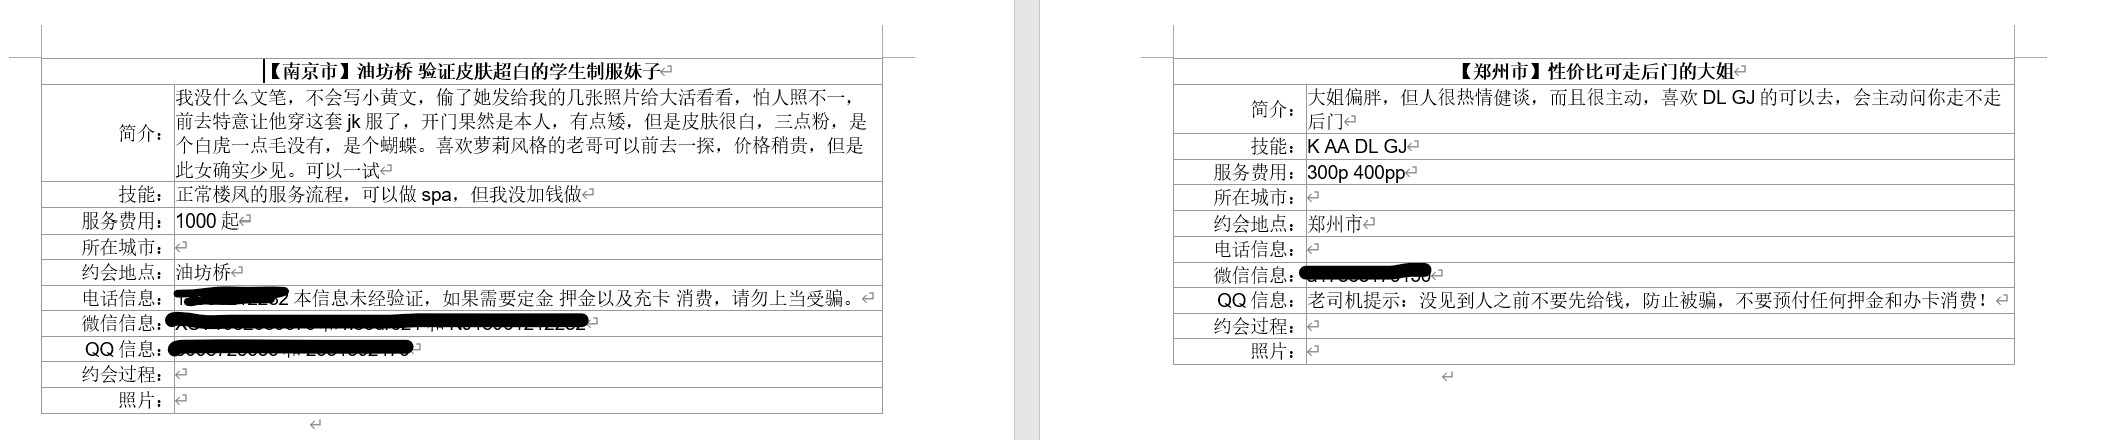 【南京市】油坊桥 验证皮肤超白的学生制服妹子
简介：
我没什么文笔，不会写小黄文，偷了她发给我的几张照片给大活看看，怕人照不一，
前去特意让他穿这套 jk 服了，开门果然是本人，有点矮，但是皮肤很白，三点粉，是
个白虎一点毛没有，是个蝴蝶。喜欢萝莉风格的老哥可以前去一探，价格稍贵，但是
此女确实少见。可以一试
技能：正常楼凤的服务流程，可以做 spa，但我没加钱做
服务费用：1000 起
所在城市：
约会地点：油坊桥
电话信息：本信息未经验证，如果需要定金 押金以及充卡 消费，请勿上当受骗。
微信信息：
QQ 信息：
约会过程：
照片：
【郑州市】性价比可走后门的大姐
简介：
大姐偏胖，但人很热情健谈，而且很主动，喜欢 DL GJ 的可以去，会主动问你走不走
后门
技能：K AA DL GJ
服务费用：300p 400pp
所在城市：
约会地点：郑州市
电话信息：
微信信息：
QQ 信息：老司机提示：没见到人之前不要先给钱，防止被骗，不要预付任何押金和办卡消费！
约会过程：
照片：